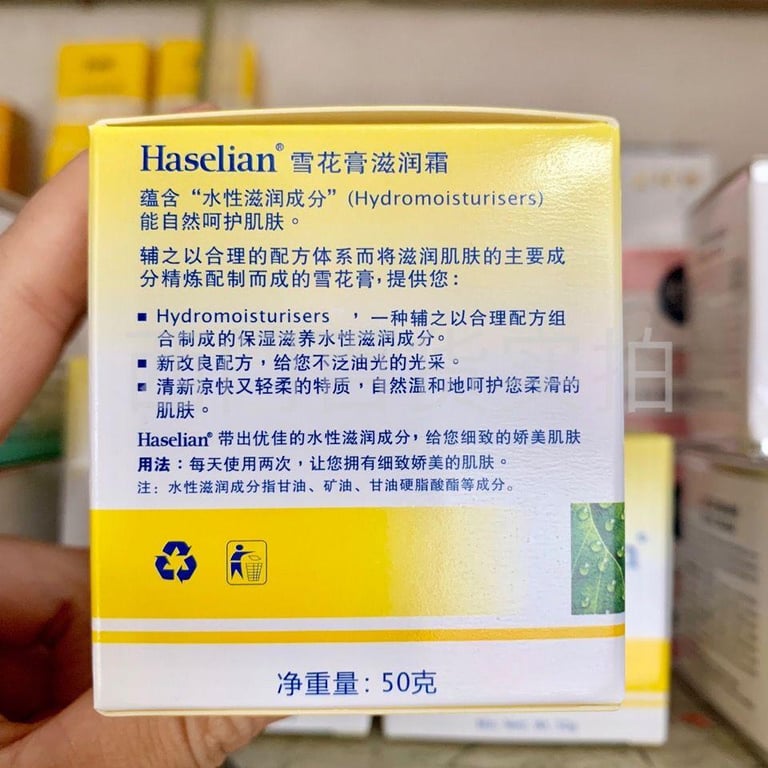 Haselian® 雪花膏滋润霜
蕴含“水性滋润成分”(Hydromoisturisers)
能自然呵护肌肤。
辅之以合理的配方体系而将滋润肌肤的主要成
分精炼配制而成的雪花膏，提供您：
■ Hydromoisturisers ，一种辅之以合理配方组
合制成的保湿滋养水性滋润成分。
■ 新改良配方，给您不泛油光的光采。
■ 清新凉快又轻柔的特质，自然温和地呵护您柔滑的
肌肤。
Haselian® 带出优佳的水性滋润成分，给您细致的娇美肌肤
用法：每天使用两次，让您拥有细致娇美的肌肤。
注：水性滋润成分指甘油、矿油、甘油硬脂酸酯等成分。
净重量：50克